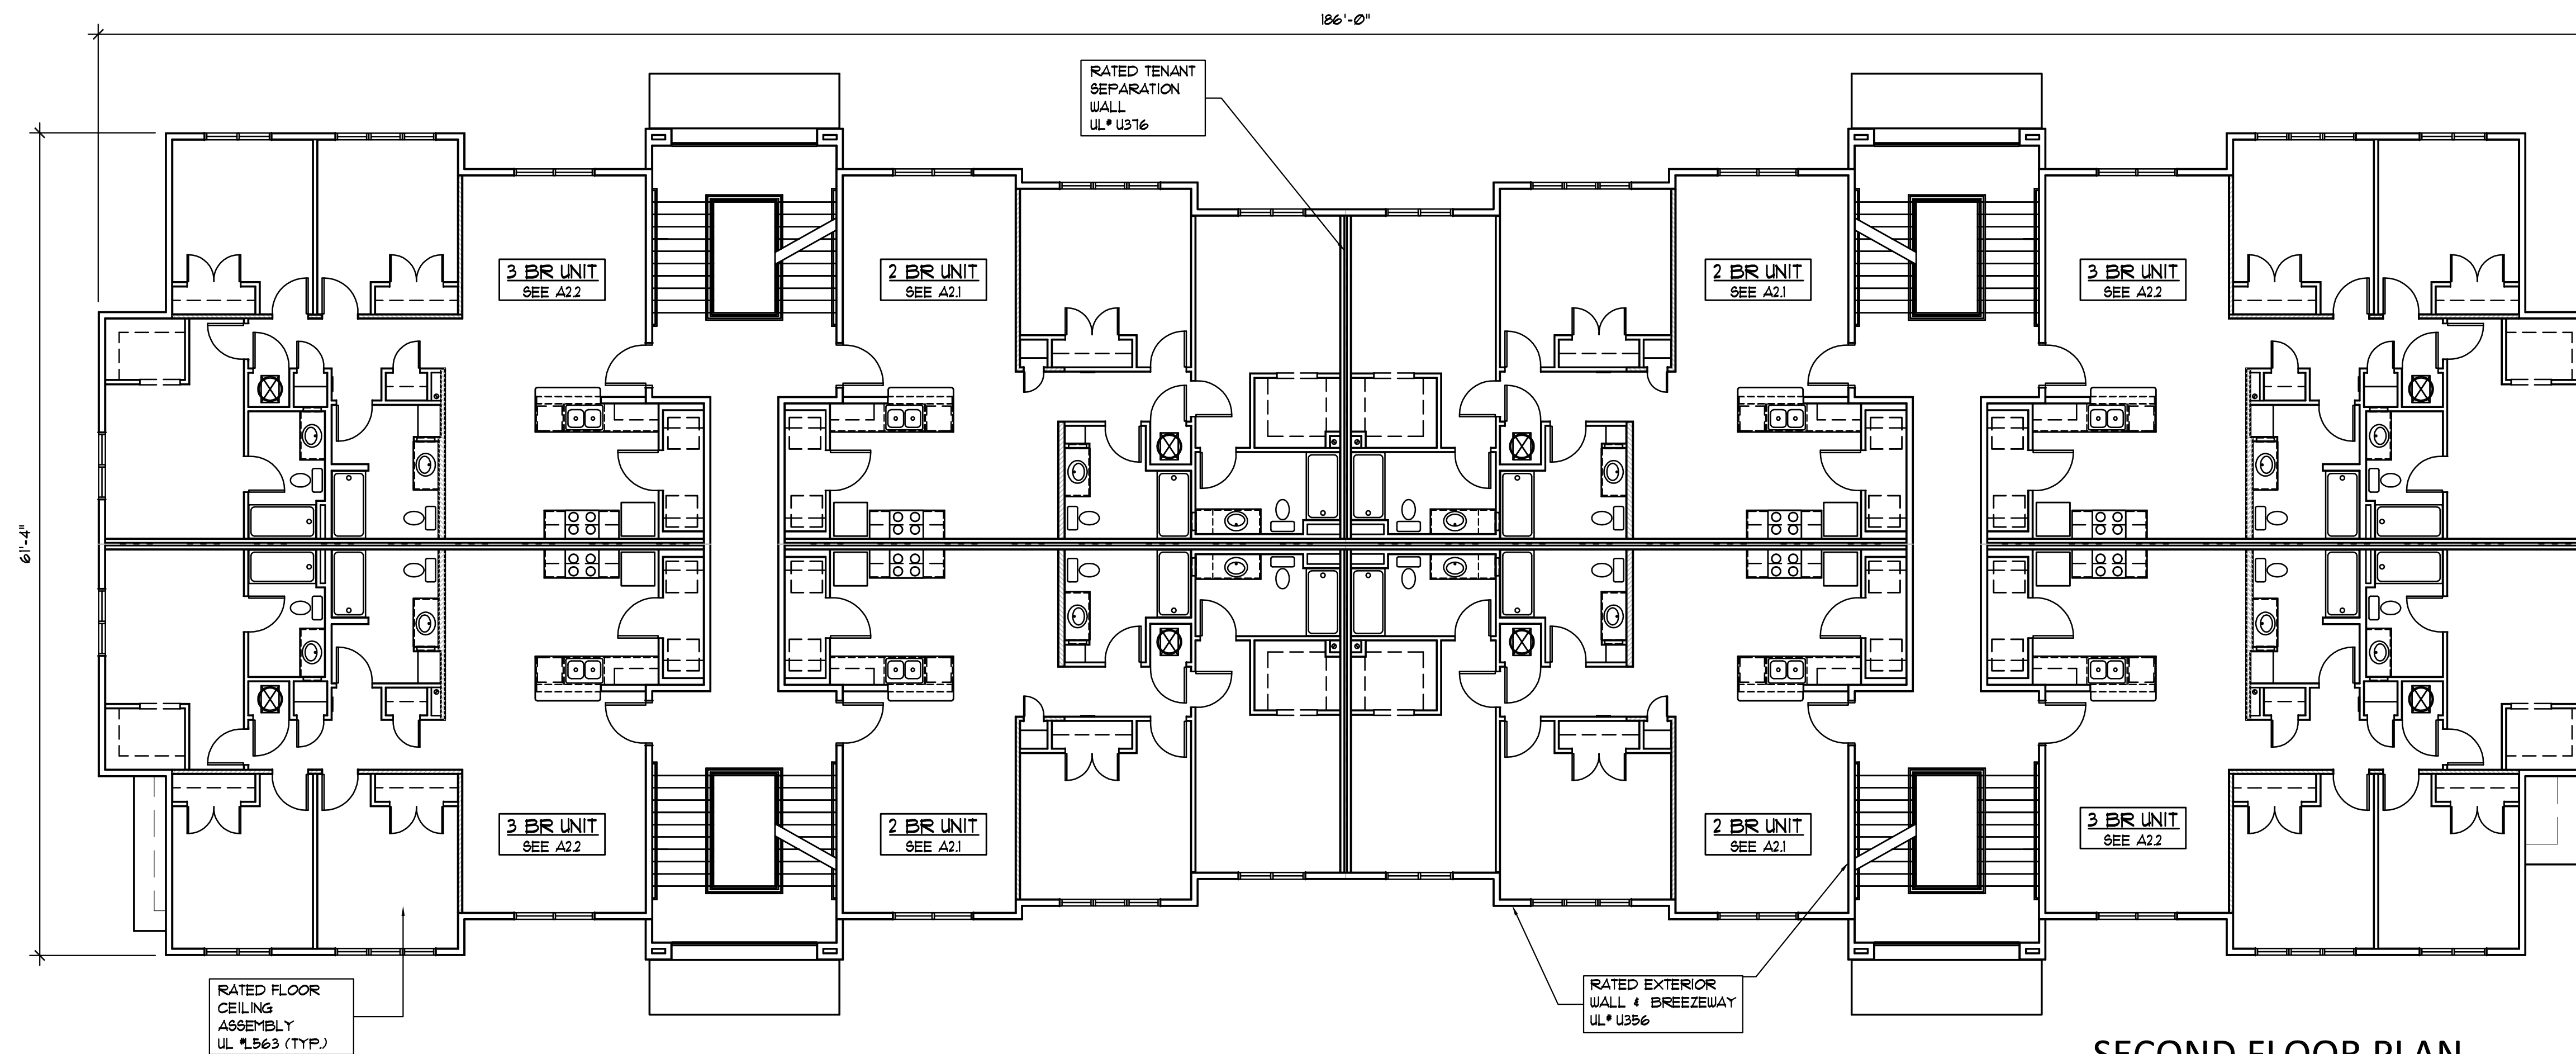 186'-0"
RATED TENANT
SEPARATION
WALL
UL# U376
61'-4"
3 BR UNIT
SEE A2.2
2 BR UNIT
SEE A2.1
2 BR UNIT
SEE A2.1
3 BR UNIT
SEE A2.2
3 BR UNIT
SEE A2.2
2 BR UNIT
SEE A2.1
2 BR UNIT
SEE A2.1
3 BR UNIT
SEE A2.2
RATED FLOOR
CEILING
ASSEMBLY
UL #L563 (TYP.)
RATED EXTERIOR
WALL & BREEZEWAY
UL# U356
SECOND FLOOR PLAN